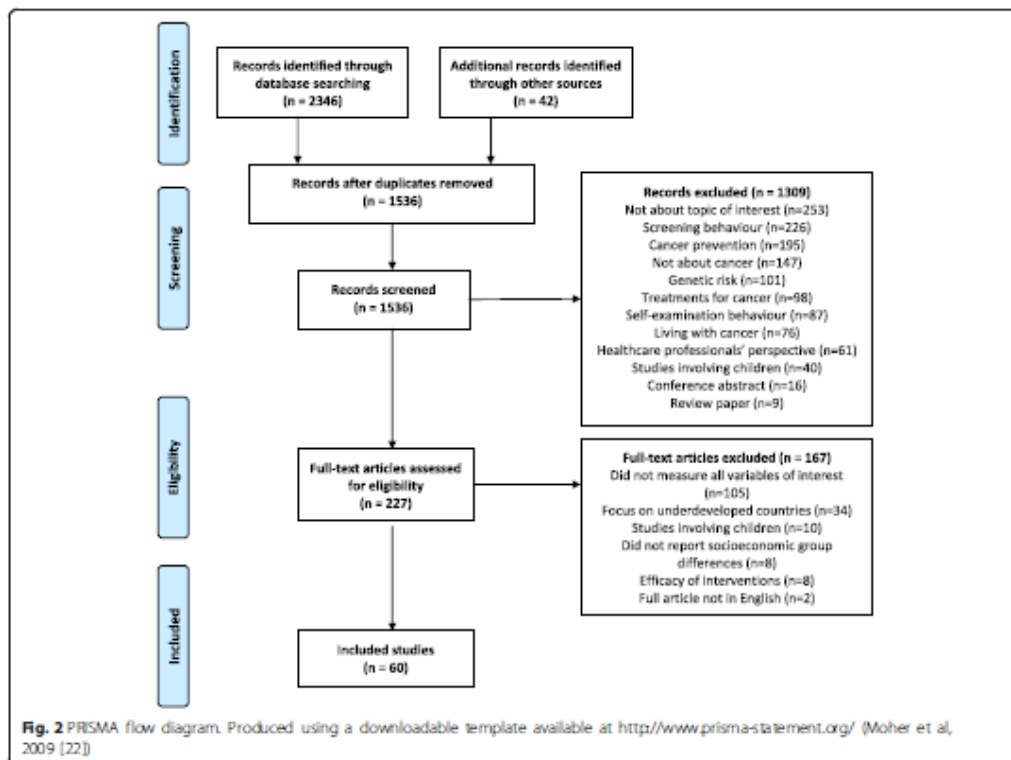 Identification
Records identified through
database searching
(n = 2346)
Additional records identified
through other sources
(n = 42)
Records after duplicates removed
(n = 1536)
Screening
Records screened
(n = 1536)
Records excluded (n = 1309)
Not about topic of interest (n=253)
Screening behaviour (n=226)
Cancer prevention (n=195)
Not about cancer (n=147)
Genetic risk (n=101)
Treatments for cancer (n=98)
Self-examination behaviour (n=87)
Living with cancer (n=76)
Healthcare professionals' perspective (n=61)
Studies involving children (n=40)
Conference abstract (n=16)
Review paper (n=9)
Eligibility
Full-text articles assessed
for eligibility
(n = 227)
Full-text articles excluded (n = 167)
Did not measure all variables of interest
(n=105)
Focus on underdeveloped countries (n=34)
Studies involving children (n=10)
Did not report socioeconomic group
differences (n=8)
Efficacy of interventions (n=8)
Full article not in English (n=2)
Included
Included studies
(n = 60)
Fig. 2 PRISMA flow diagram. Produced using a downloadable template available at http://www.prisma-statement.org/ (Moher et al,
2009 [22])